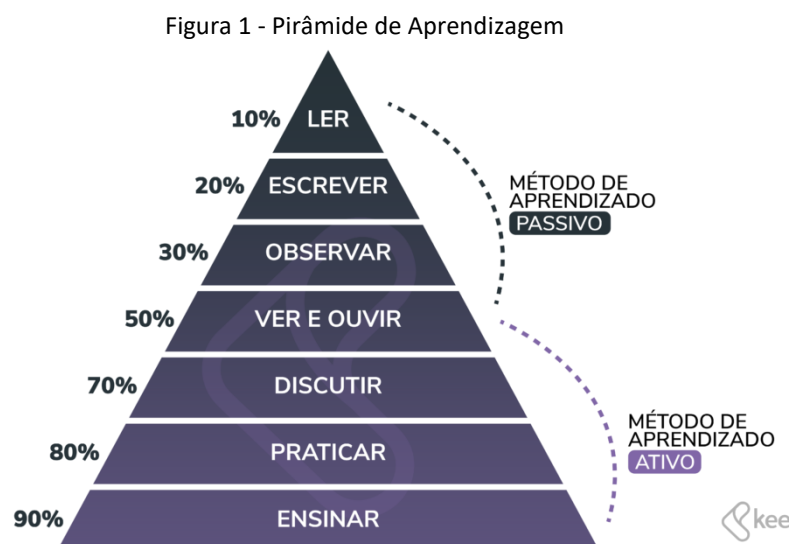 Figura 1 - Pirâmide de Aprendizagem
10% LER
20% ESCREVER
30% OBSERVAR
50% VER E OUVIR
70% DISCUTIR
80% PRATICAR
90% ENSINAR
MÉTODO DE
APRENDIZADO
PASSIVO
MÉTODO DE
APRENDIZADO
ATIVO
kee